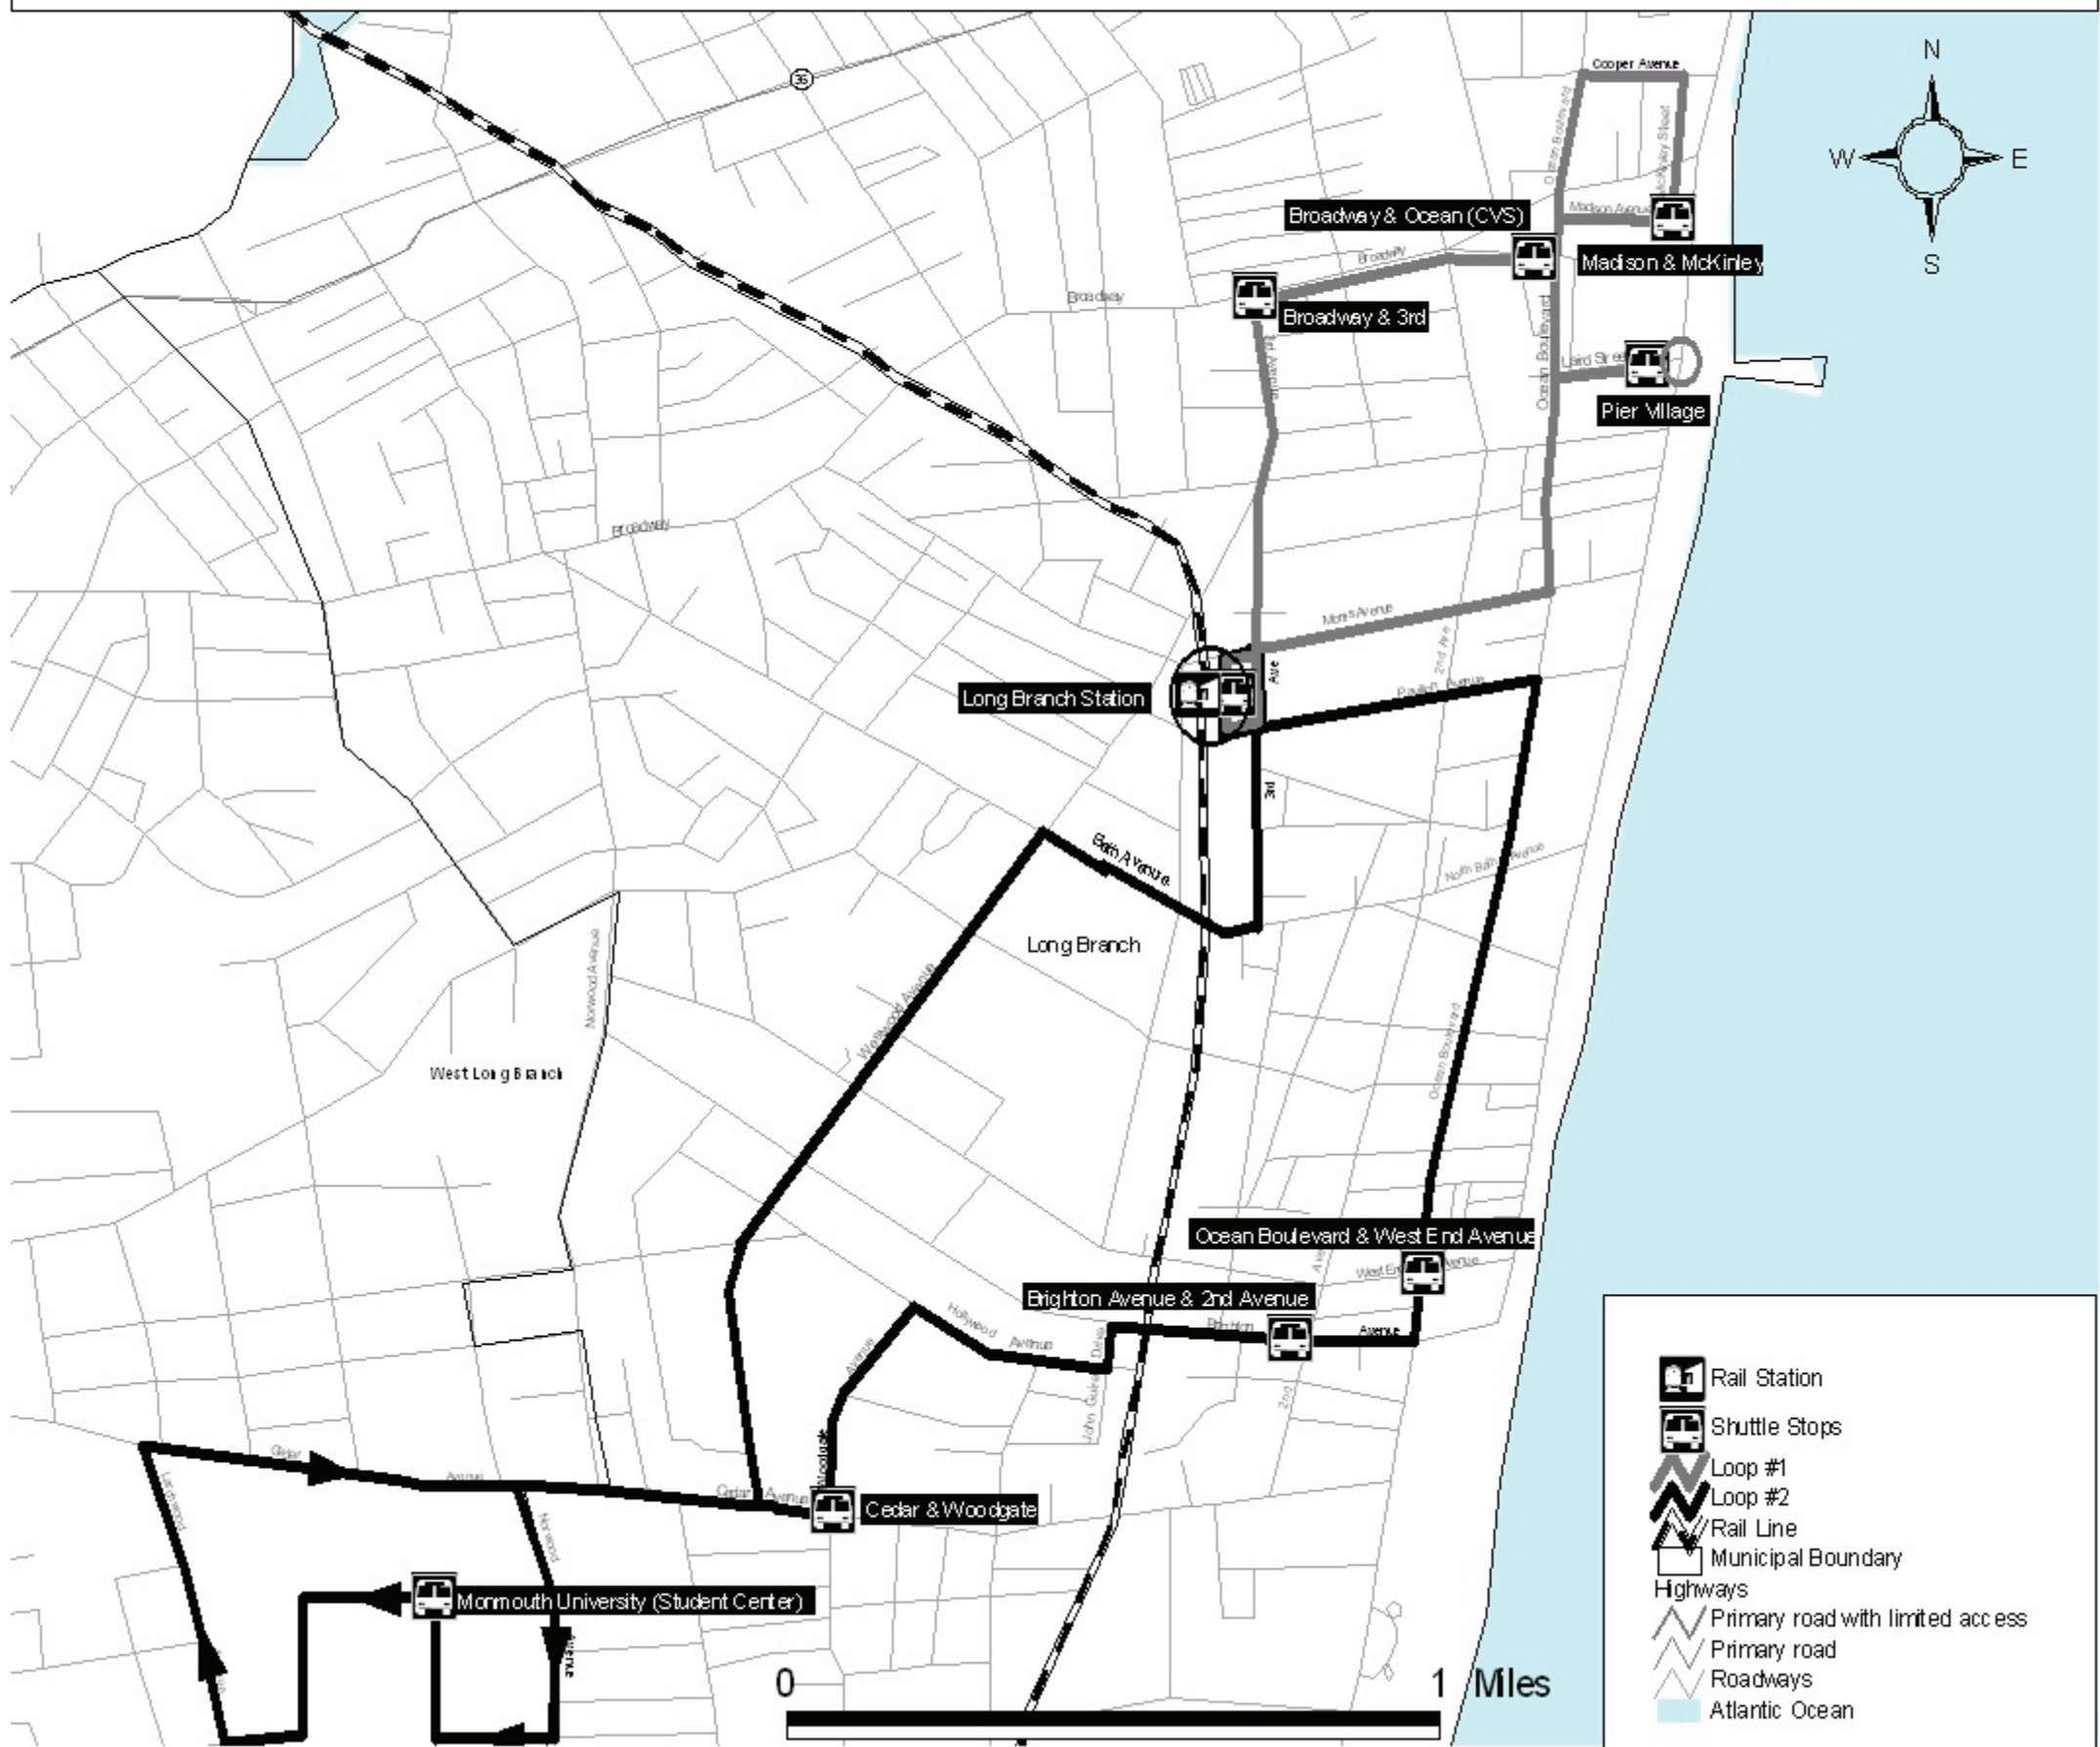 N
W E
S
36
Cooper Avenue
Ocean Boulevard
McKinley Street
Madison Avenue
Broadway & Ocean (CVS)
Madison & McKinley
Broadway
Broadway
Broadway & 3rd
Ocean Boulevard
Laird Stree
Pier Village
Broadway
Morris Avenue
2nd Ave
Ave
Long Branch Station
Pavilion Avenue
3rd
Bath Avenue
North Bath Avenue
Long Branch
Norwood Avenue
Westwood Avenue
West Long Branch
Ocean Boulevard
Ocean Boulevard & West End Avenue
West En Avenue
Brighton Avenue & 2nd Avenue
Brighton
Avenue
Hollywood Avenue
Avenue
2nd
Woodgate
Cedar Avenue
Cedar Avenue
Cedar & Woodgate
Norwood
Avenue
Monmouth University (Student Center)
0 1 Miles
Rail Station
Shuttle Stops
Loop #1
Loop #2
Rail Line
Municipal Boundary
Highways
Primary road with limited access
Primary road
Roadways
Atlantic Ocean